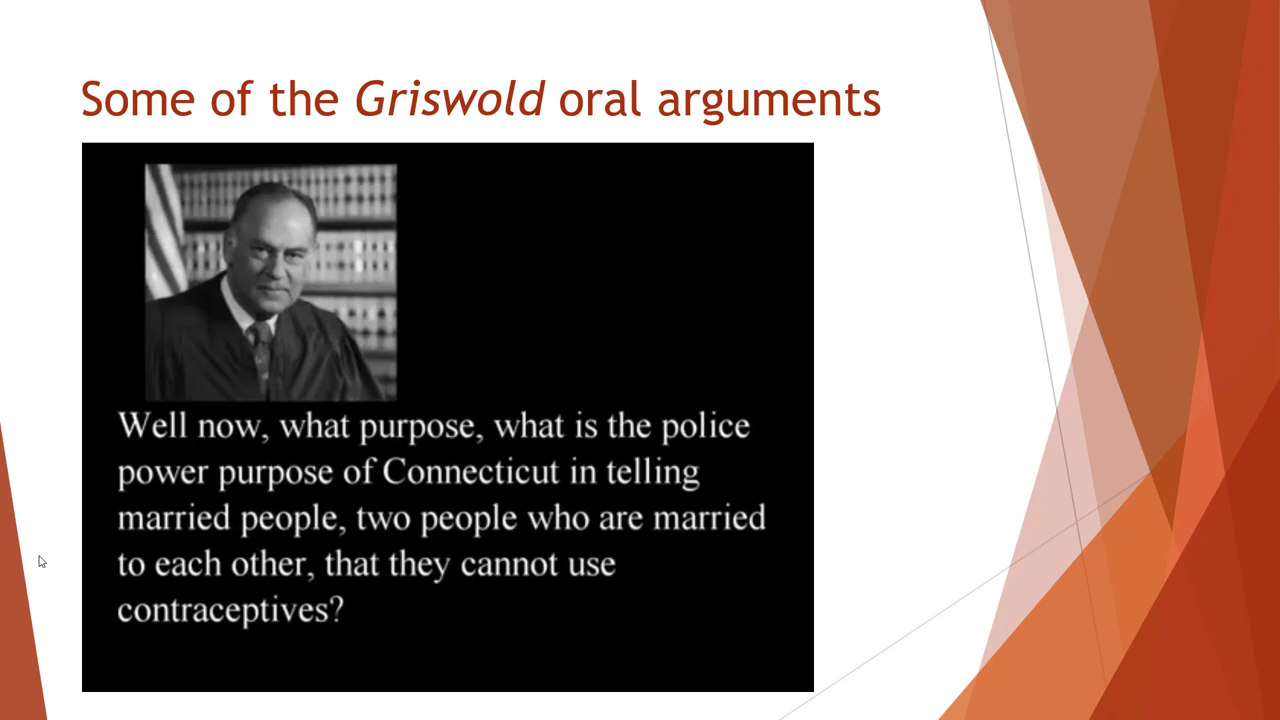 Some of the Griswold oral arguments
Well now, what purpose, what is the police
power purpose of Connecticut in telling
married people, two people who are married
to each other, that they cannot use
contraceptives?